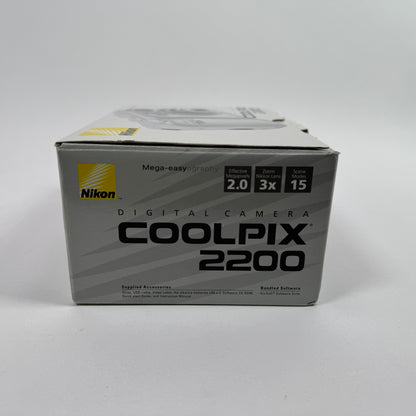 Mega-easyography
Effective Megapixels 2.0
Zoom Nikkor Lens 3x
Scene Modes 15
Nikon
DIGITAL CAMERA
COOLPIX
2200
Supplied Accessories
Bundled Software